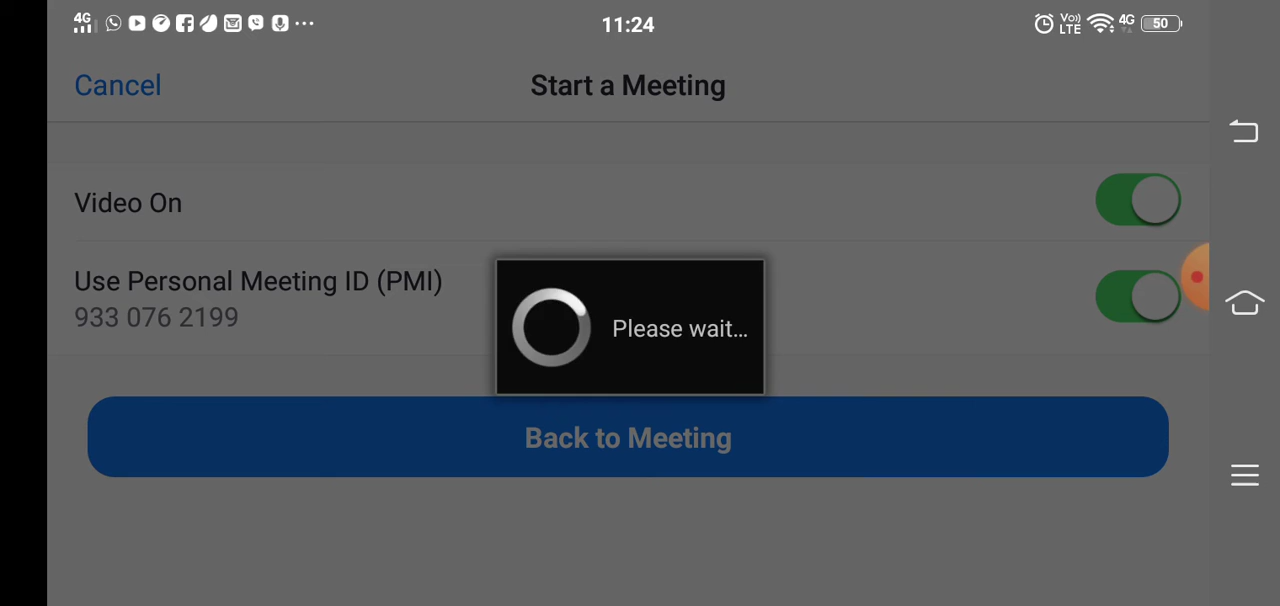 4G 11:24 Vo)) LTE 4G 50
Cancel Start a Meeting
Video On
Use Personal Meeting ID (PMI)
933 076 2199
Please wait...
Back to Meeting